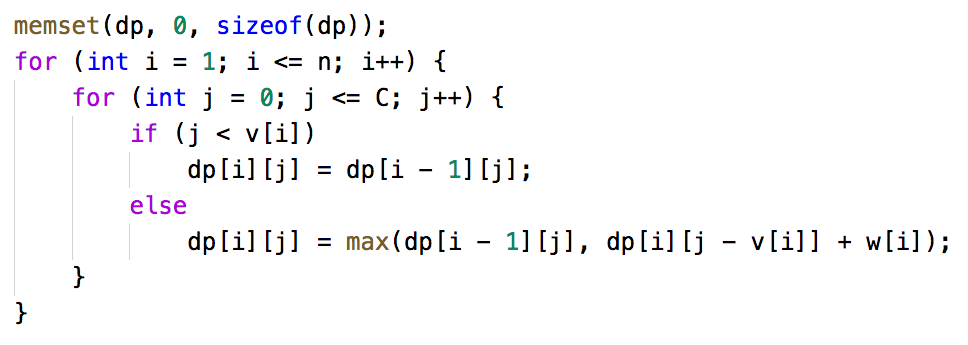 memset(dp, 0, sizeof(dp));
for (int i = 1; i <= n; i++) {
    for (int j = 0; j <= C; j++) {
        if (j < v[i])
            dp[i][j] = dp[i - 1][j];
        else
            dp[i][j] = max(dp[i - 1][j], dp[i][j - v[i]] + w[i]);
    }
}